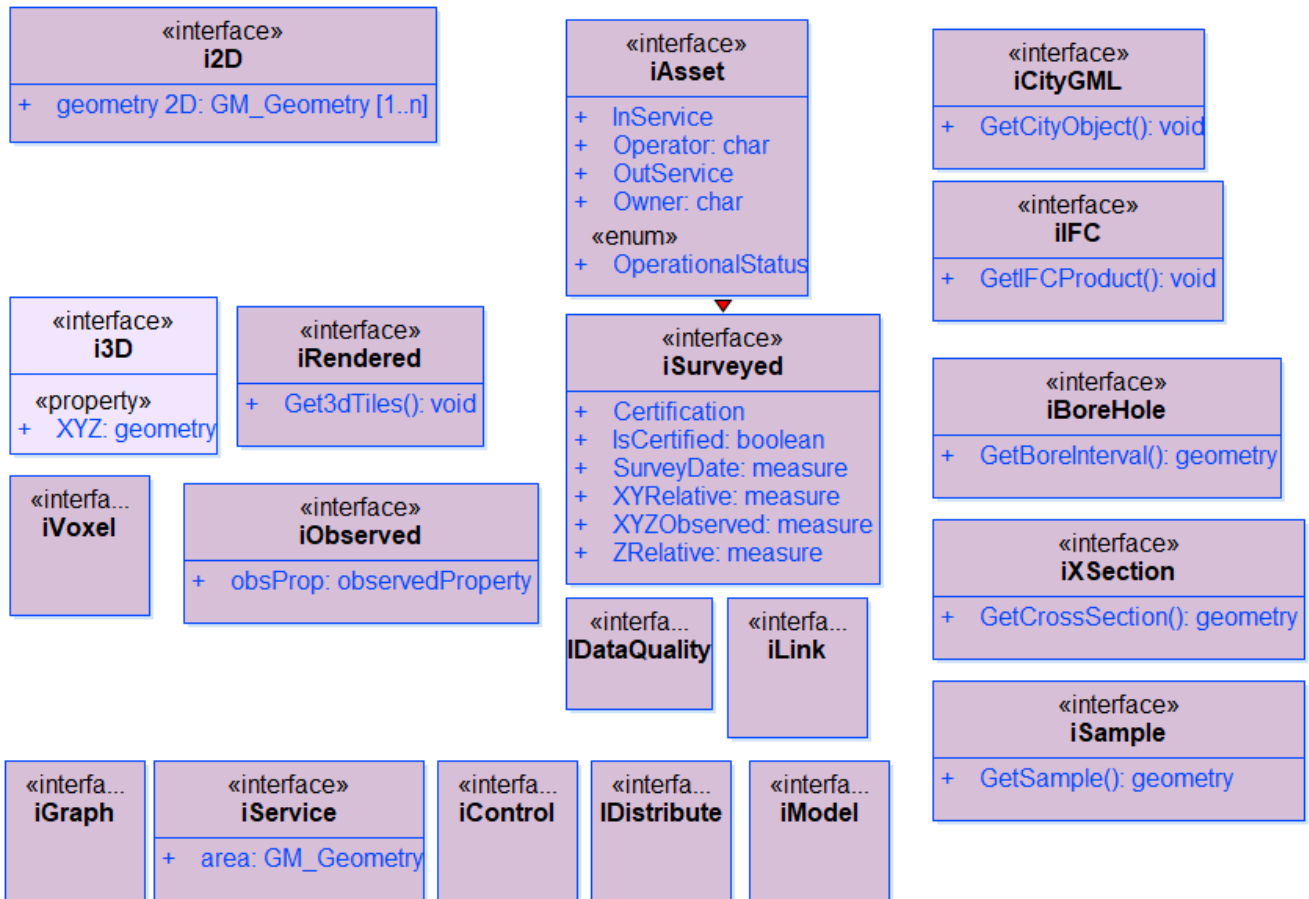 «interface»
i2D
+ geometry 2D: GM_Geometry [1..n]
«interface»
iAsset
+ InService
+ Operator: char
+ OutService
+ Owner: char
«enum»
+ OperationalStatus
«interface»
iCityGML
+ GetCityObject(): void
«interface»
iIFC
+ GetIFCProduct(): void
«interface»
i3D
«property»
+ XYZ: geometry
«interface»
iRendered
+ Get3dTiles(): void
«interface»
iSurveyed
+ Certification
+ IsCertified: boolean
+ SurveyDate: measure
+ XYRelative: measure
+ XYZObserved: measure
+ ZRelative: measure
«interface»
iBoreHole
+ GetBoreInterval(): geometry
«interfa...
iVoxel
«interface»
iObserved
+ obsProp: observedProperty
«interface»
iXSection
+ GetCrossSection(): geometry
«interfa...
IDataQuality
«interfa...
iLink
«interface»
iSample
+ GetSample(): geometry
«interfa...
iGraph
«interface»
iService
+ area: GM_Geometry
«interfa...
iControl
«interfa...
IDistribute
«interfa...
iModel